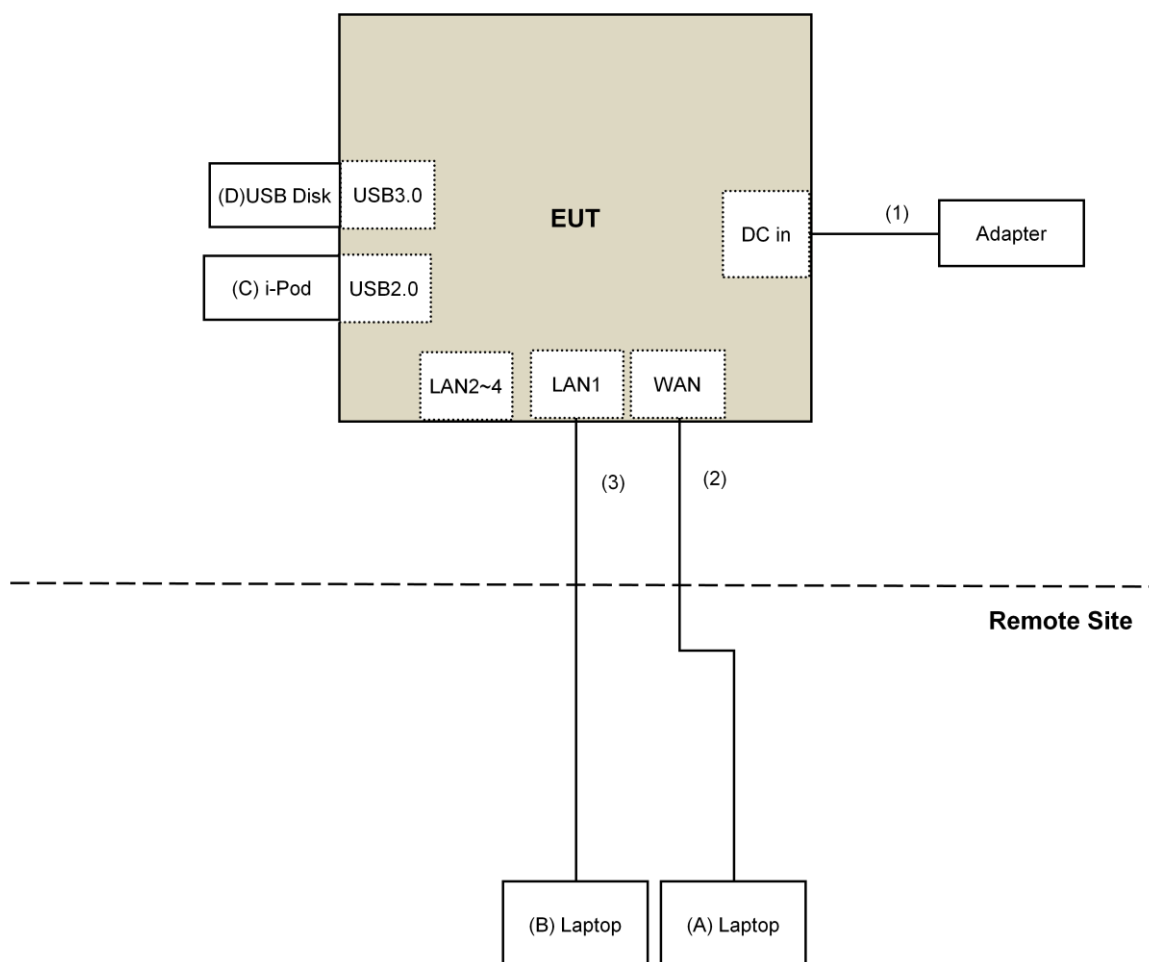 (D)USB Disk
USB3.0
EUT
DC in
(1)
Adapter
(C) i-Pod
USB2.0
LAN2~4
LAN1
WAN
(3)
(2)
Remote Site
(B) Laptop
(A) Laptop